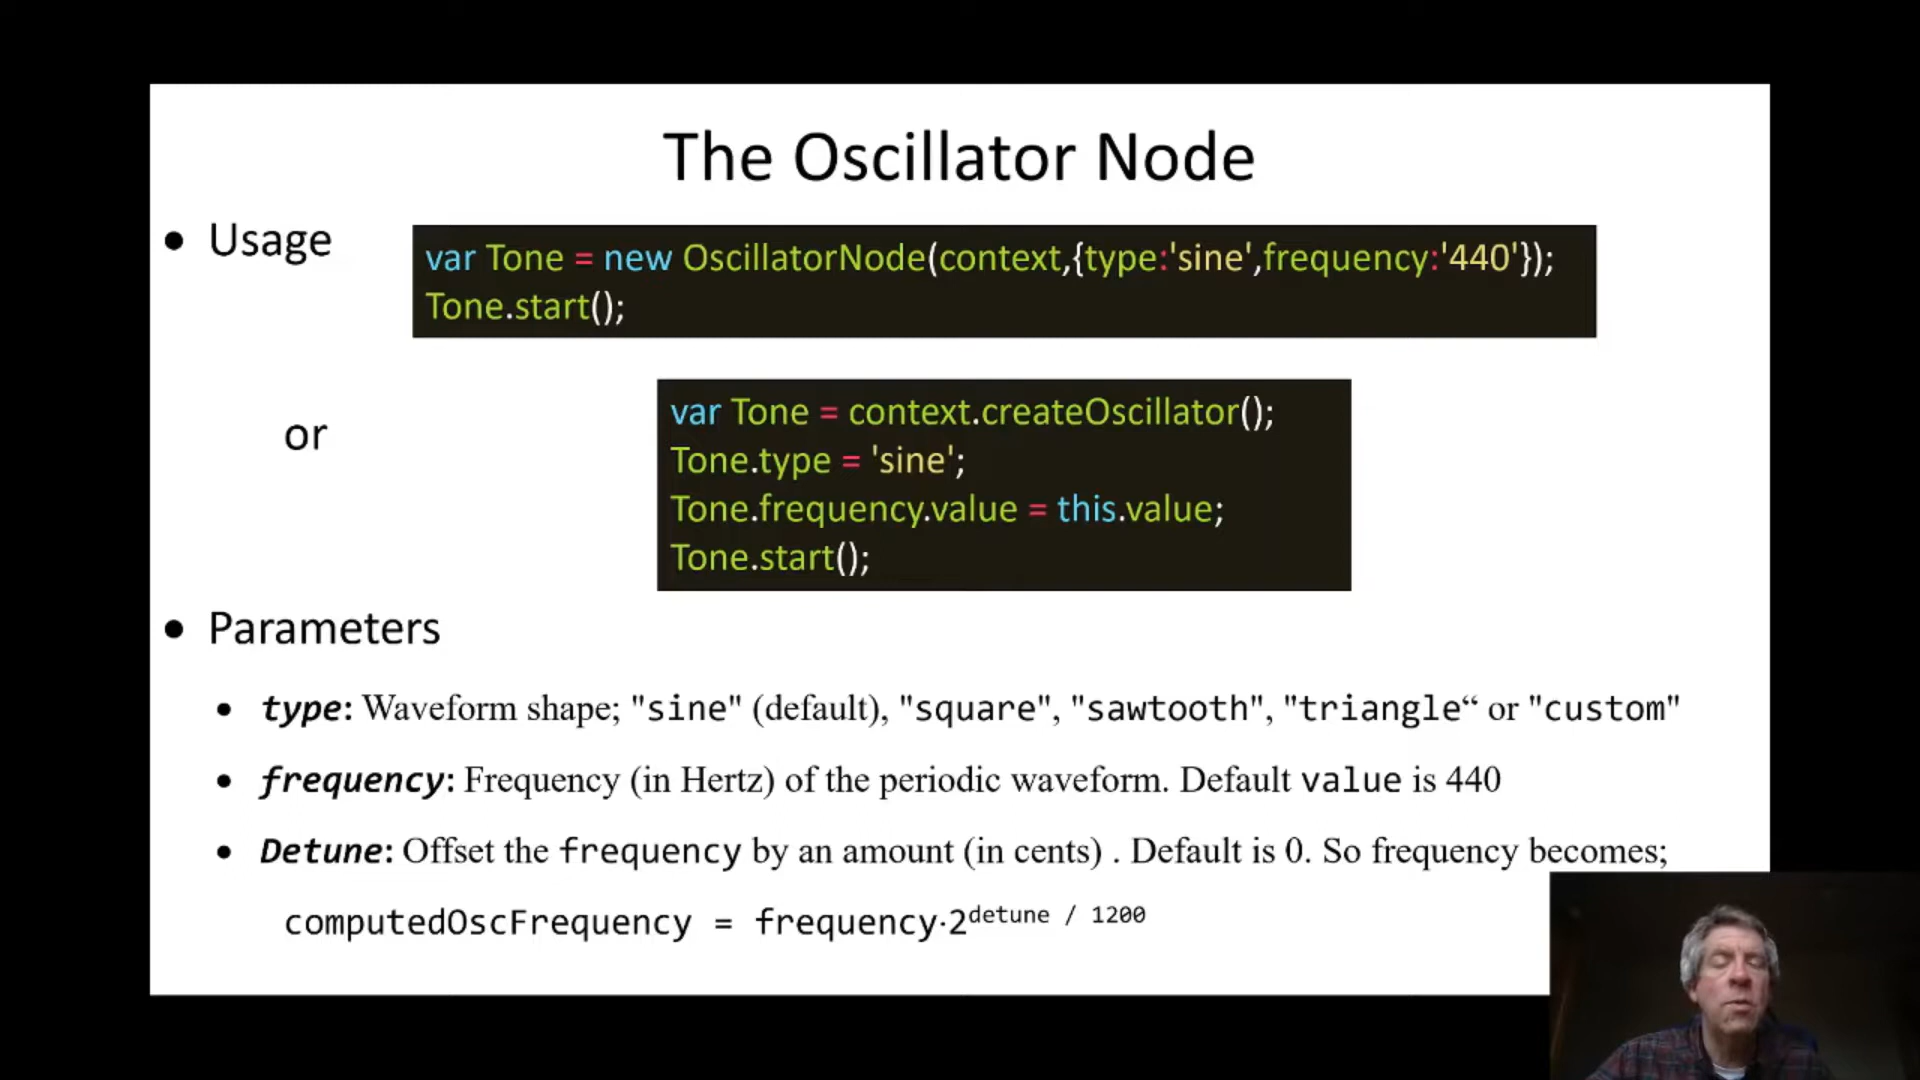 The Oscillator Node
• Usage
var Tone = new OscillatorNode(context,{type:'sine',frequency:'440'});
Tone.start();
or
var Tone = context.createOscillator();
Tone.type = 'sine';
Tone.frequency.value = this.value;
Tone.start();
• Parameters
• type: Waveform shape; "sine" (default), "square", "sawtooth", "triangle“ or "custom"
• frequency: Frequency (in Hertz) of the periodic waveform. Default value is 440
• Detune: Offset the frequency by an amount (in cents) . Default is 0. So frequency becomes;
computedOscFrequency = frequency·2^detune / 1200